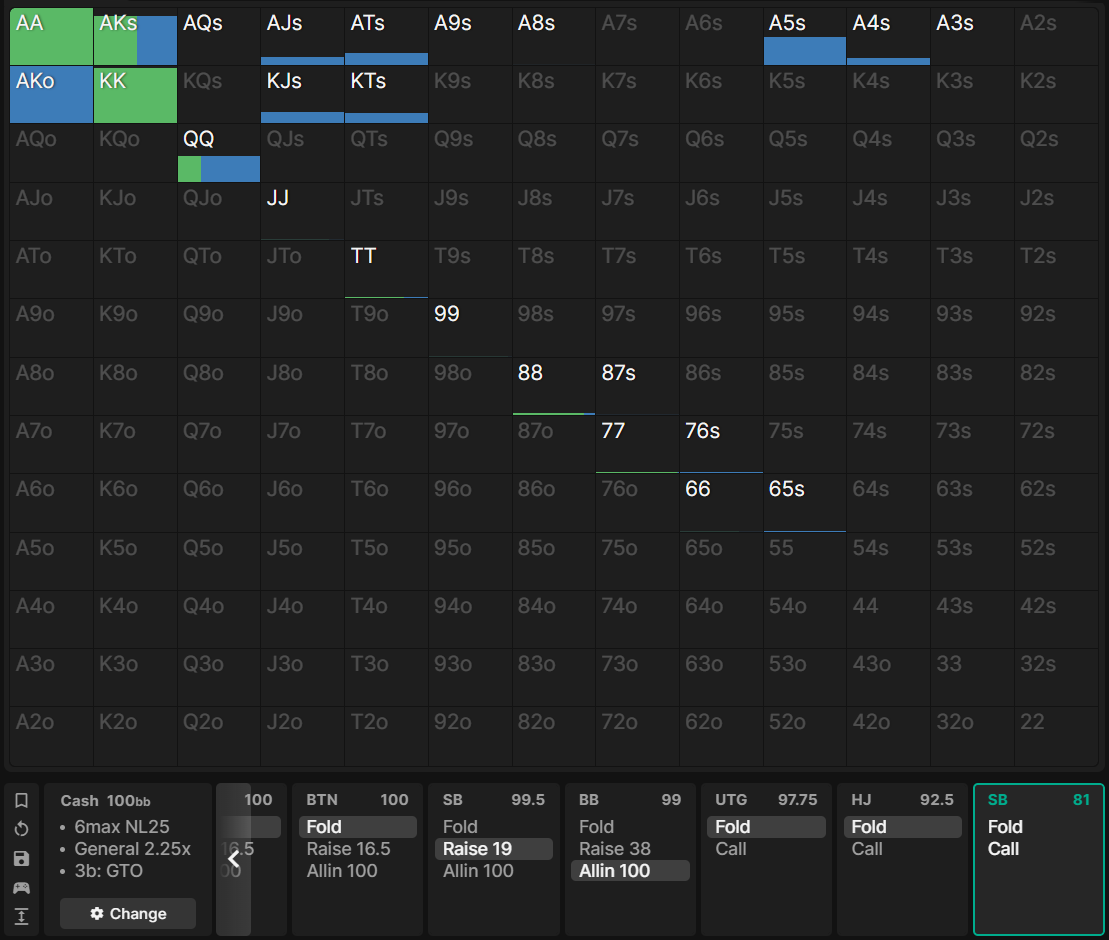 AA AKs AQs AJs ATs A9s A8s A7s A6s A5s A4s A3s A2s
AKo KK KQs KJs KTs K9s K8s K7s K6s K5s K4s K3s K2s
AQo KQo QQ QJs QTs Q9s Q8s Q7s Q6s Q5s Q4s Q3s Q2s
AJo KJo QJo JJ JTs J9s J8s J7s J6s J5s J4s J3s J2s
ATo KTo QTo JTo TT T9s T8s T7s T6s T5s T4s T3s T2s
A9o K9o Q9o J9o T9o 99 98s 97s 96s 95s 94s 93s 92s
A8o K8o Q8o J8o T8o 98o 88 87s 86s 85s 84s 83s 82s
A7o K7o Q7o J7o T7o 97o 87o 77 76s 75s 74s 73s 72s
A6o K6o Q6o J6o T6o 96o 86o 76o 66 65s 64s 63s 62s
A5o K5o Q5o J5o T5o 95o 85o 75o 65o 55 54s 53s 52s
A4o K4o Q4o J4o T4o 94o 84o 74o 64o 54o 44 43s 42s
A3o K3o Q3o J3o T3o 93o 83o 73o 63o 53o 43o 33 32s
A2o K2o Q2o J2o T2o 92o 82o 72o 62o 52o 42o 32o 22
Cash 100bb
• 6max NL25
• General 2.25x
• 3b: GTO
Change
100
16.5
00
BTN 100
Fold
Raise 16.5
Allin 100
SB 99.5
Fold
Raise 19
Allin 100
BB 99
Fold
Raise 38
Allin 100
UTG 97.75
Fold
Call
HJ 92.5
Fold
Call
SB 81
Fold
Call